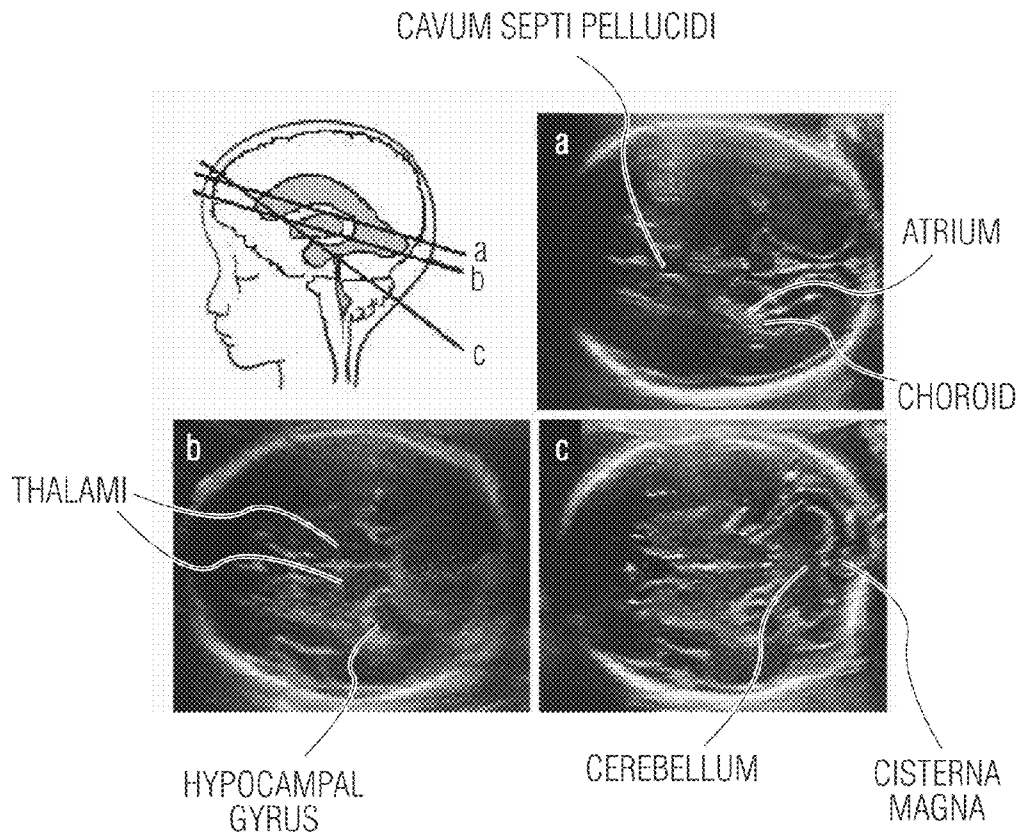 CAVUM SEPTI PELLUCIDI
a
ATRIUM
a
b
c
CHOROID
b
c
THALAMI
HYPOCAMPAL
GYRUS
CEREBELLUM
CISTERNA
MAGNA